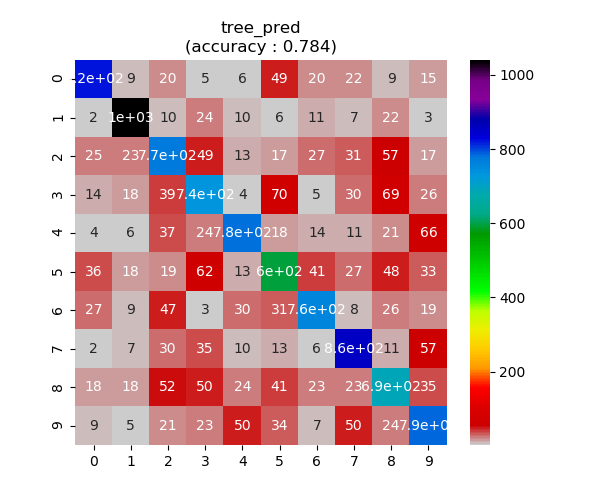 tree_pred
(accuracy : 0.784)
0 8.2e+02 9 20 5 6 49 20 22 9 15
1 2 1e+03 10 24 10 6 11 7 22 3
2 25 23 7.7e+02 49 13 17 27 31 57 17
3 14 18 39 7.4e+02 4 70 5 30 69 26
4 4 6 37 24 7.8e+02 18 14 11 21 66
5 36 18 19 62 13 6e+02 41 27 48 33
6 27 9 47 3 30 31 7.6e+02 8 26 19
7 2 7 30 35 10 13 6 8.6e+02 11 57
8 18 18 52 50 24 41 23 23 6.9e+02 35
9 9 5 21 23 50 34 7 50 24 7.9e+02
0 1 2 3 4 5 6 7 8 9
1000
800
600
400
200